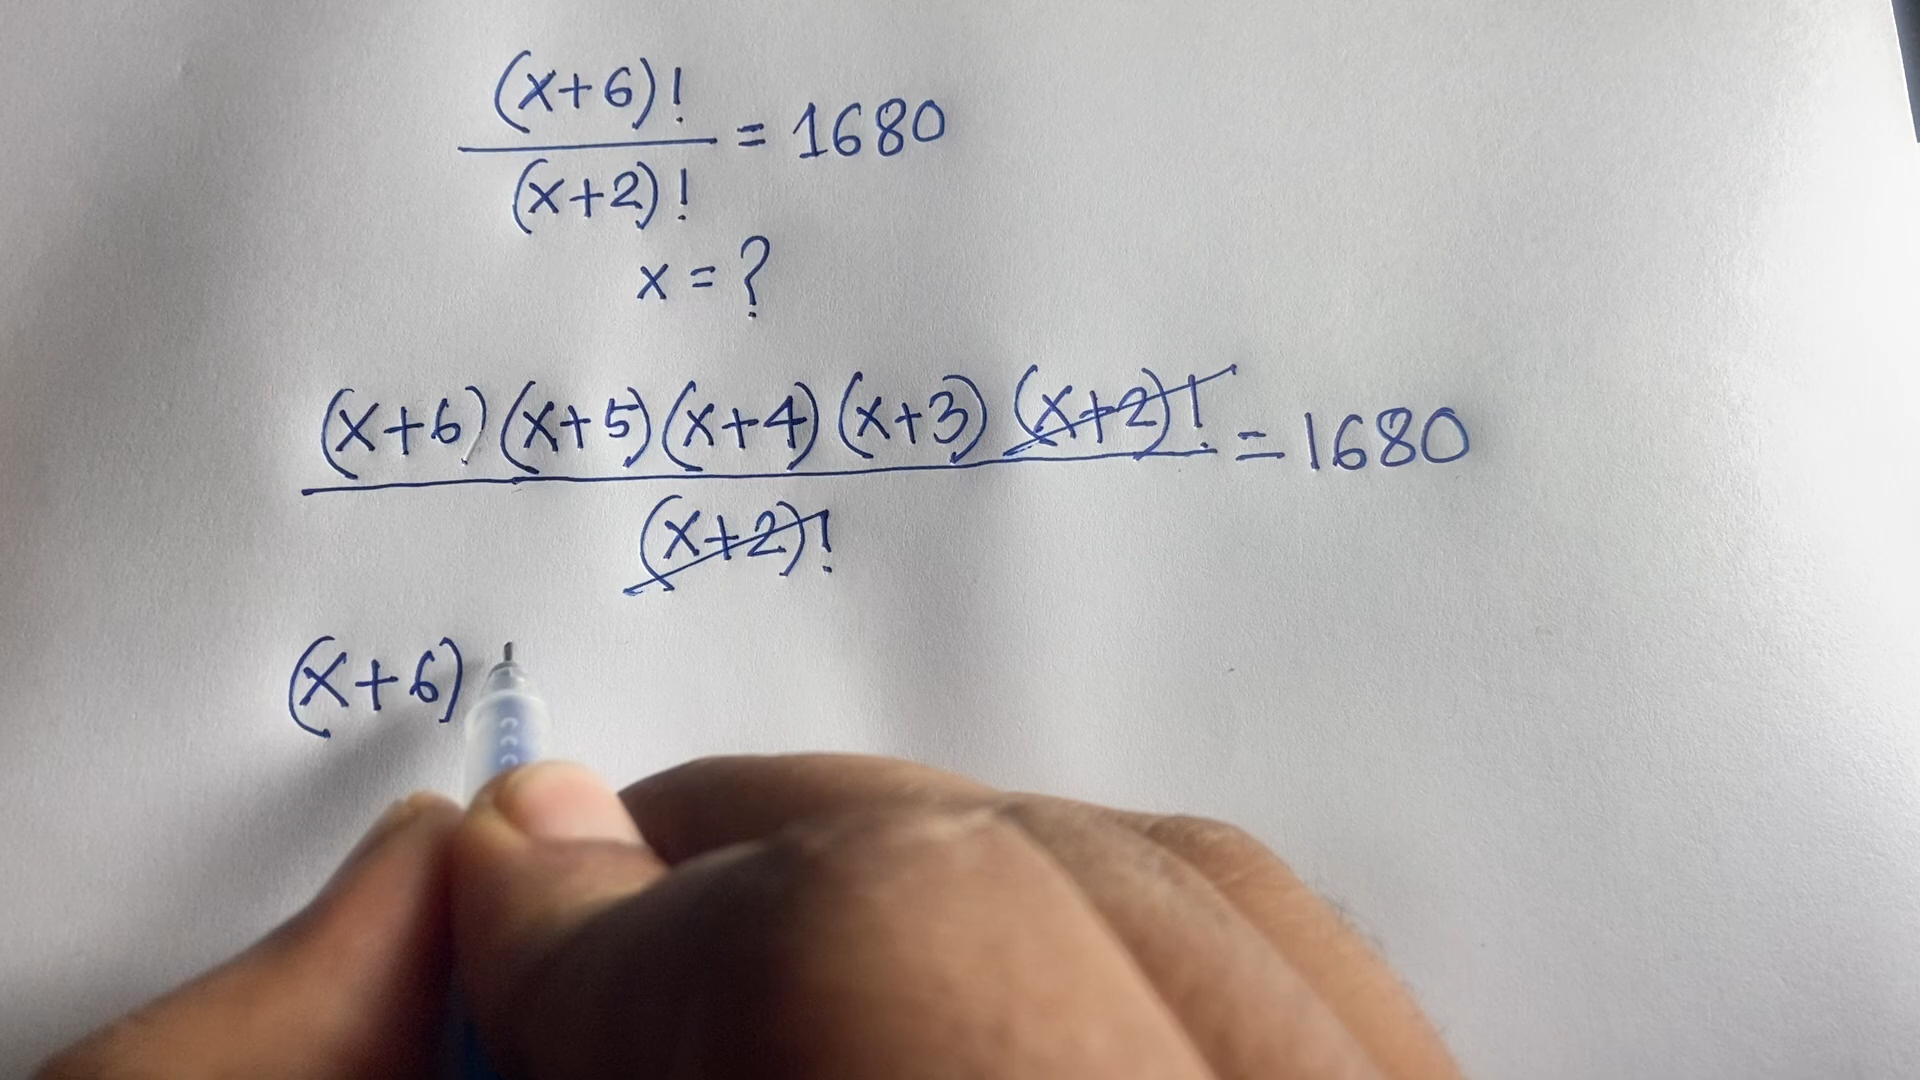 (x+6)!
= 1680
(x+2)!
x = ?
(x+6)(x+5)(x+4)(x+3)(x+2)!
= 1680
(x+2)!
(x+6)